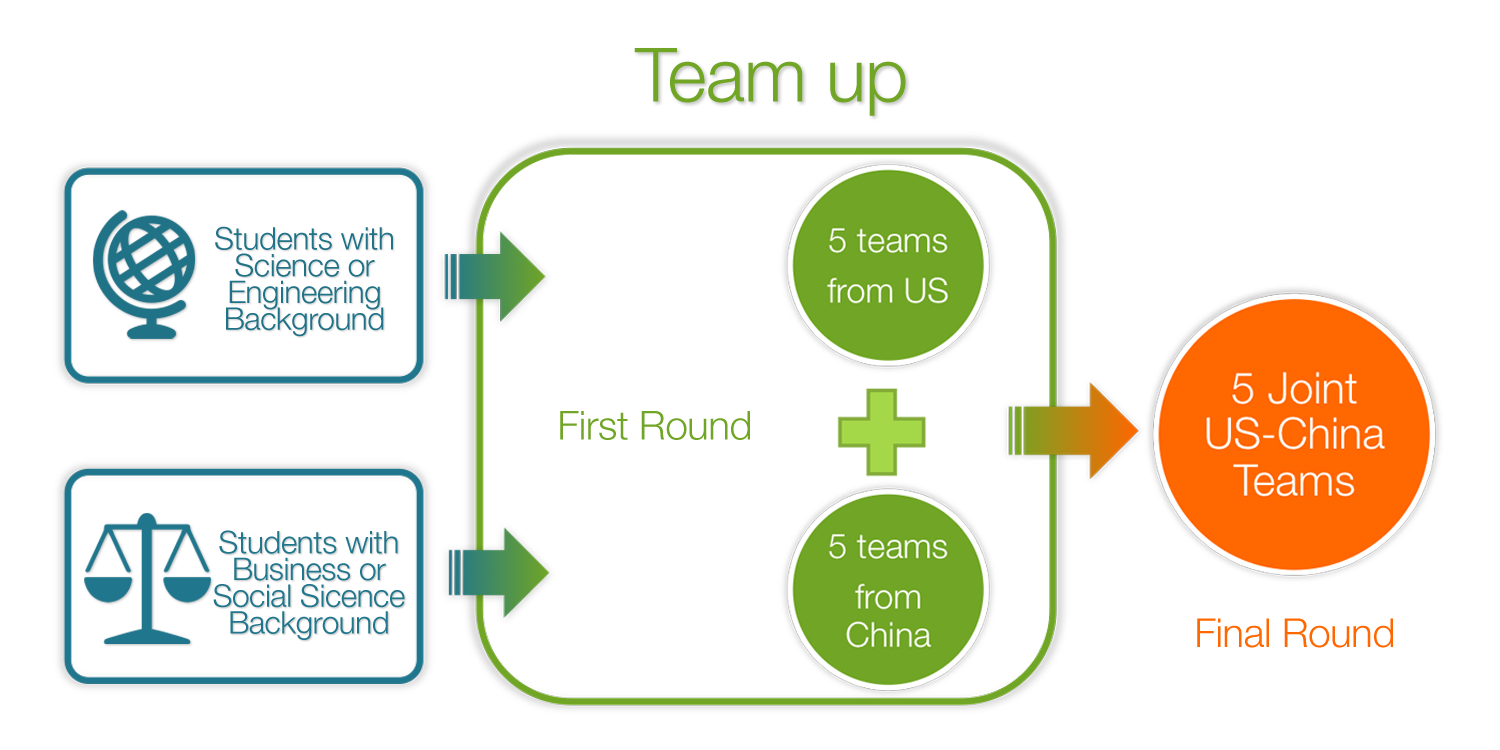 Team up
Students with
Science or
Engineering
Background
Students with
Business or
Social Sicence
Background
First Round
5 teams
from US
5 teams
from
China
5 Joint
US-China
Teams
Final Round